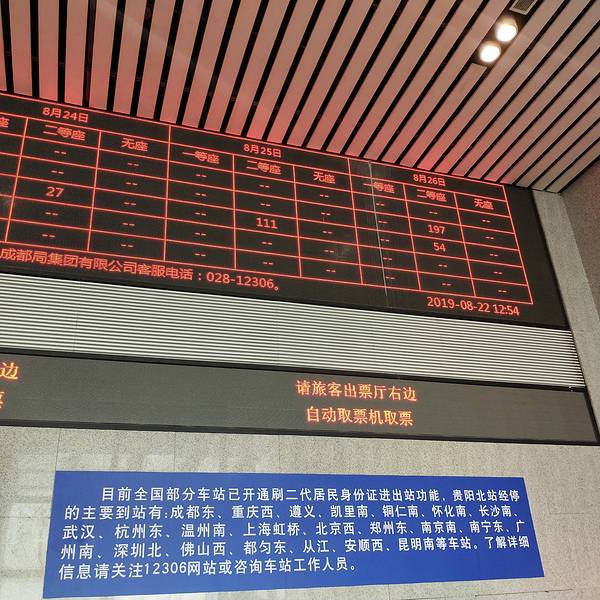 8月24日 8月25日 8月26日
座 二等座 无座 一等座 二等座 无座 一等座 二等座 无座
-- -- -- -- -- -- -- --
-- -- -- -- -- -- 197 --
27 -- -- 111 -- -- 54 --
-- -- -- -- -- -- -- --
-- -- -- -- -- -- -- --
成都局集团有限公司客服电话：028-12306。
2019-08-22 12:54
边
票
请旅客出票厅右边
自动取票机取票
目前全国部分车站已开通刷二代居民身份证进出站功能，贵阳北站经停
的主要到站有:成都东、重庆西、遵义、凯里南、铜仁南、怀化南、长沙南、
武汉、杭州东、温州南、上海虹桥、北京西、郑州东、南京南、南宁东、广
州南、深圳北、佛山西、都匀东、从江、安顺西、昆明南等车站。了解详细
信息请关注12306网站或咨询车站工作人员。